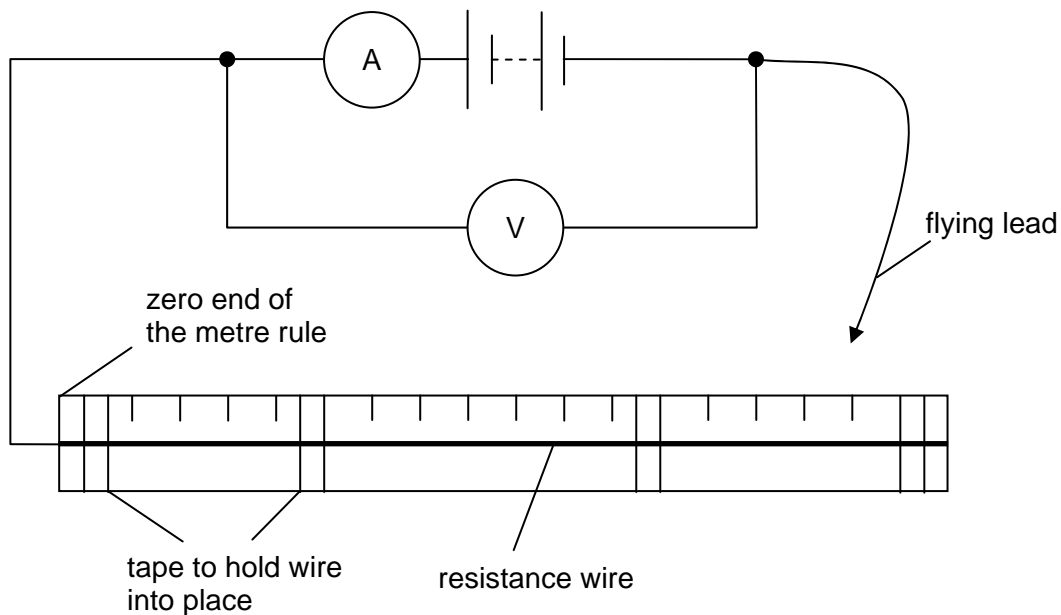 A
V
flying lead
zero end of
the metre rule
tape to hold wire
into place
resistance wire